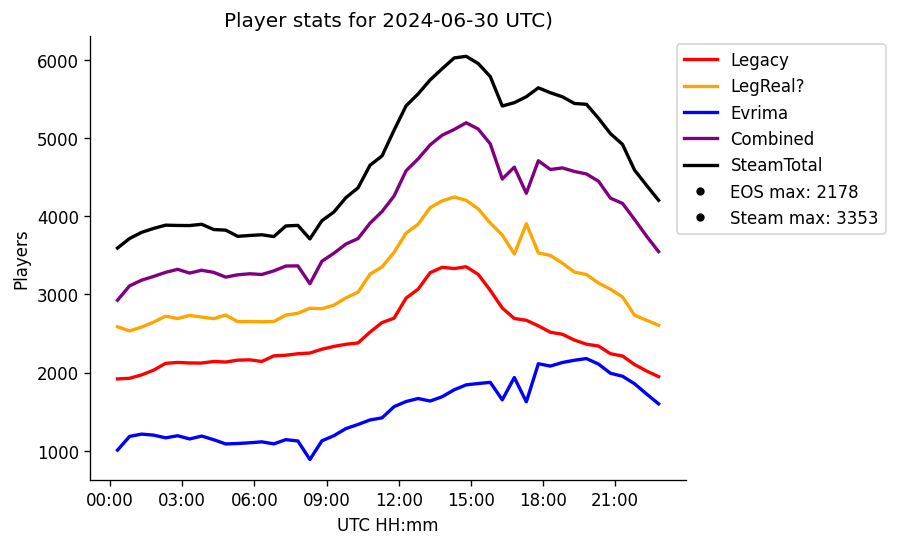 Player stats for 2024-06-30 UTC)
6000
5000
4000
3000
2000
1000
Players
00:00 03:00 06:00 09:00 12:00 15:00 18:00 21:00
UTC HH:mm
Legacy
LegReal?
Evrima
Combined
SteamTotal
EOS max: 2178
Steam max: 3353